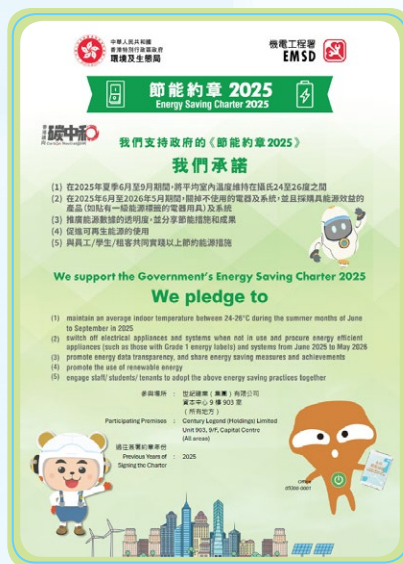 中華人民共和國
香港特別行政區政府
環境及生態局
機電工程署
EMSD
節能約章 2025
Energy Saving Charter 2025
碳中和
我們支持政府的《節能約章2025》
我們承諾
(1) 在2025年夏季6月至9月期間，將平均室內溫度維持在攝氏24至26度之間
(2) 在2025年6月至2026年5月期間，關掉不使用的電器及系統，並且採購具能源效益的
產品（如貼有一級能源標籤的電器用具）及系統
(3) 推廣能源數據的透明度，並分享節能措施和成果
(4) 促進可再生能源的使用
(5) 與員工/學生/租客共同實踐以上節約能源措施
We support the Government's Energy Saving Charter 2025
We pledge to
(1) maintain an average indoor temperature between 24-26°C during the summer months of June
to September in 2025
(2) switch off electrical appliances and systems when not in use and procure energy efficient
appliances (such as those with Grade 1 energy labels) and systems from June 2025 to May 2026
(3) promote energy data transparency, and share energy saving measures and achievements
(4) promote the use of renewable energy
(5) engage staff/ students/ tenants to adopt the above energy saving practices together
參與場所 : 世紀建業（集團）有限公司
資本中心 9 樓 903 室
（所有地方）
Participating Premises : Century Legend (Holdings) Limited
Unit 903, 9/F, Capital Centre
(All areas)
過往簽署約章年份
Previous Years of : 2025
Signing the Charter
Office